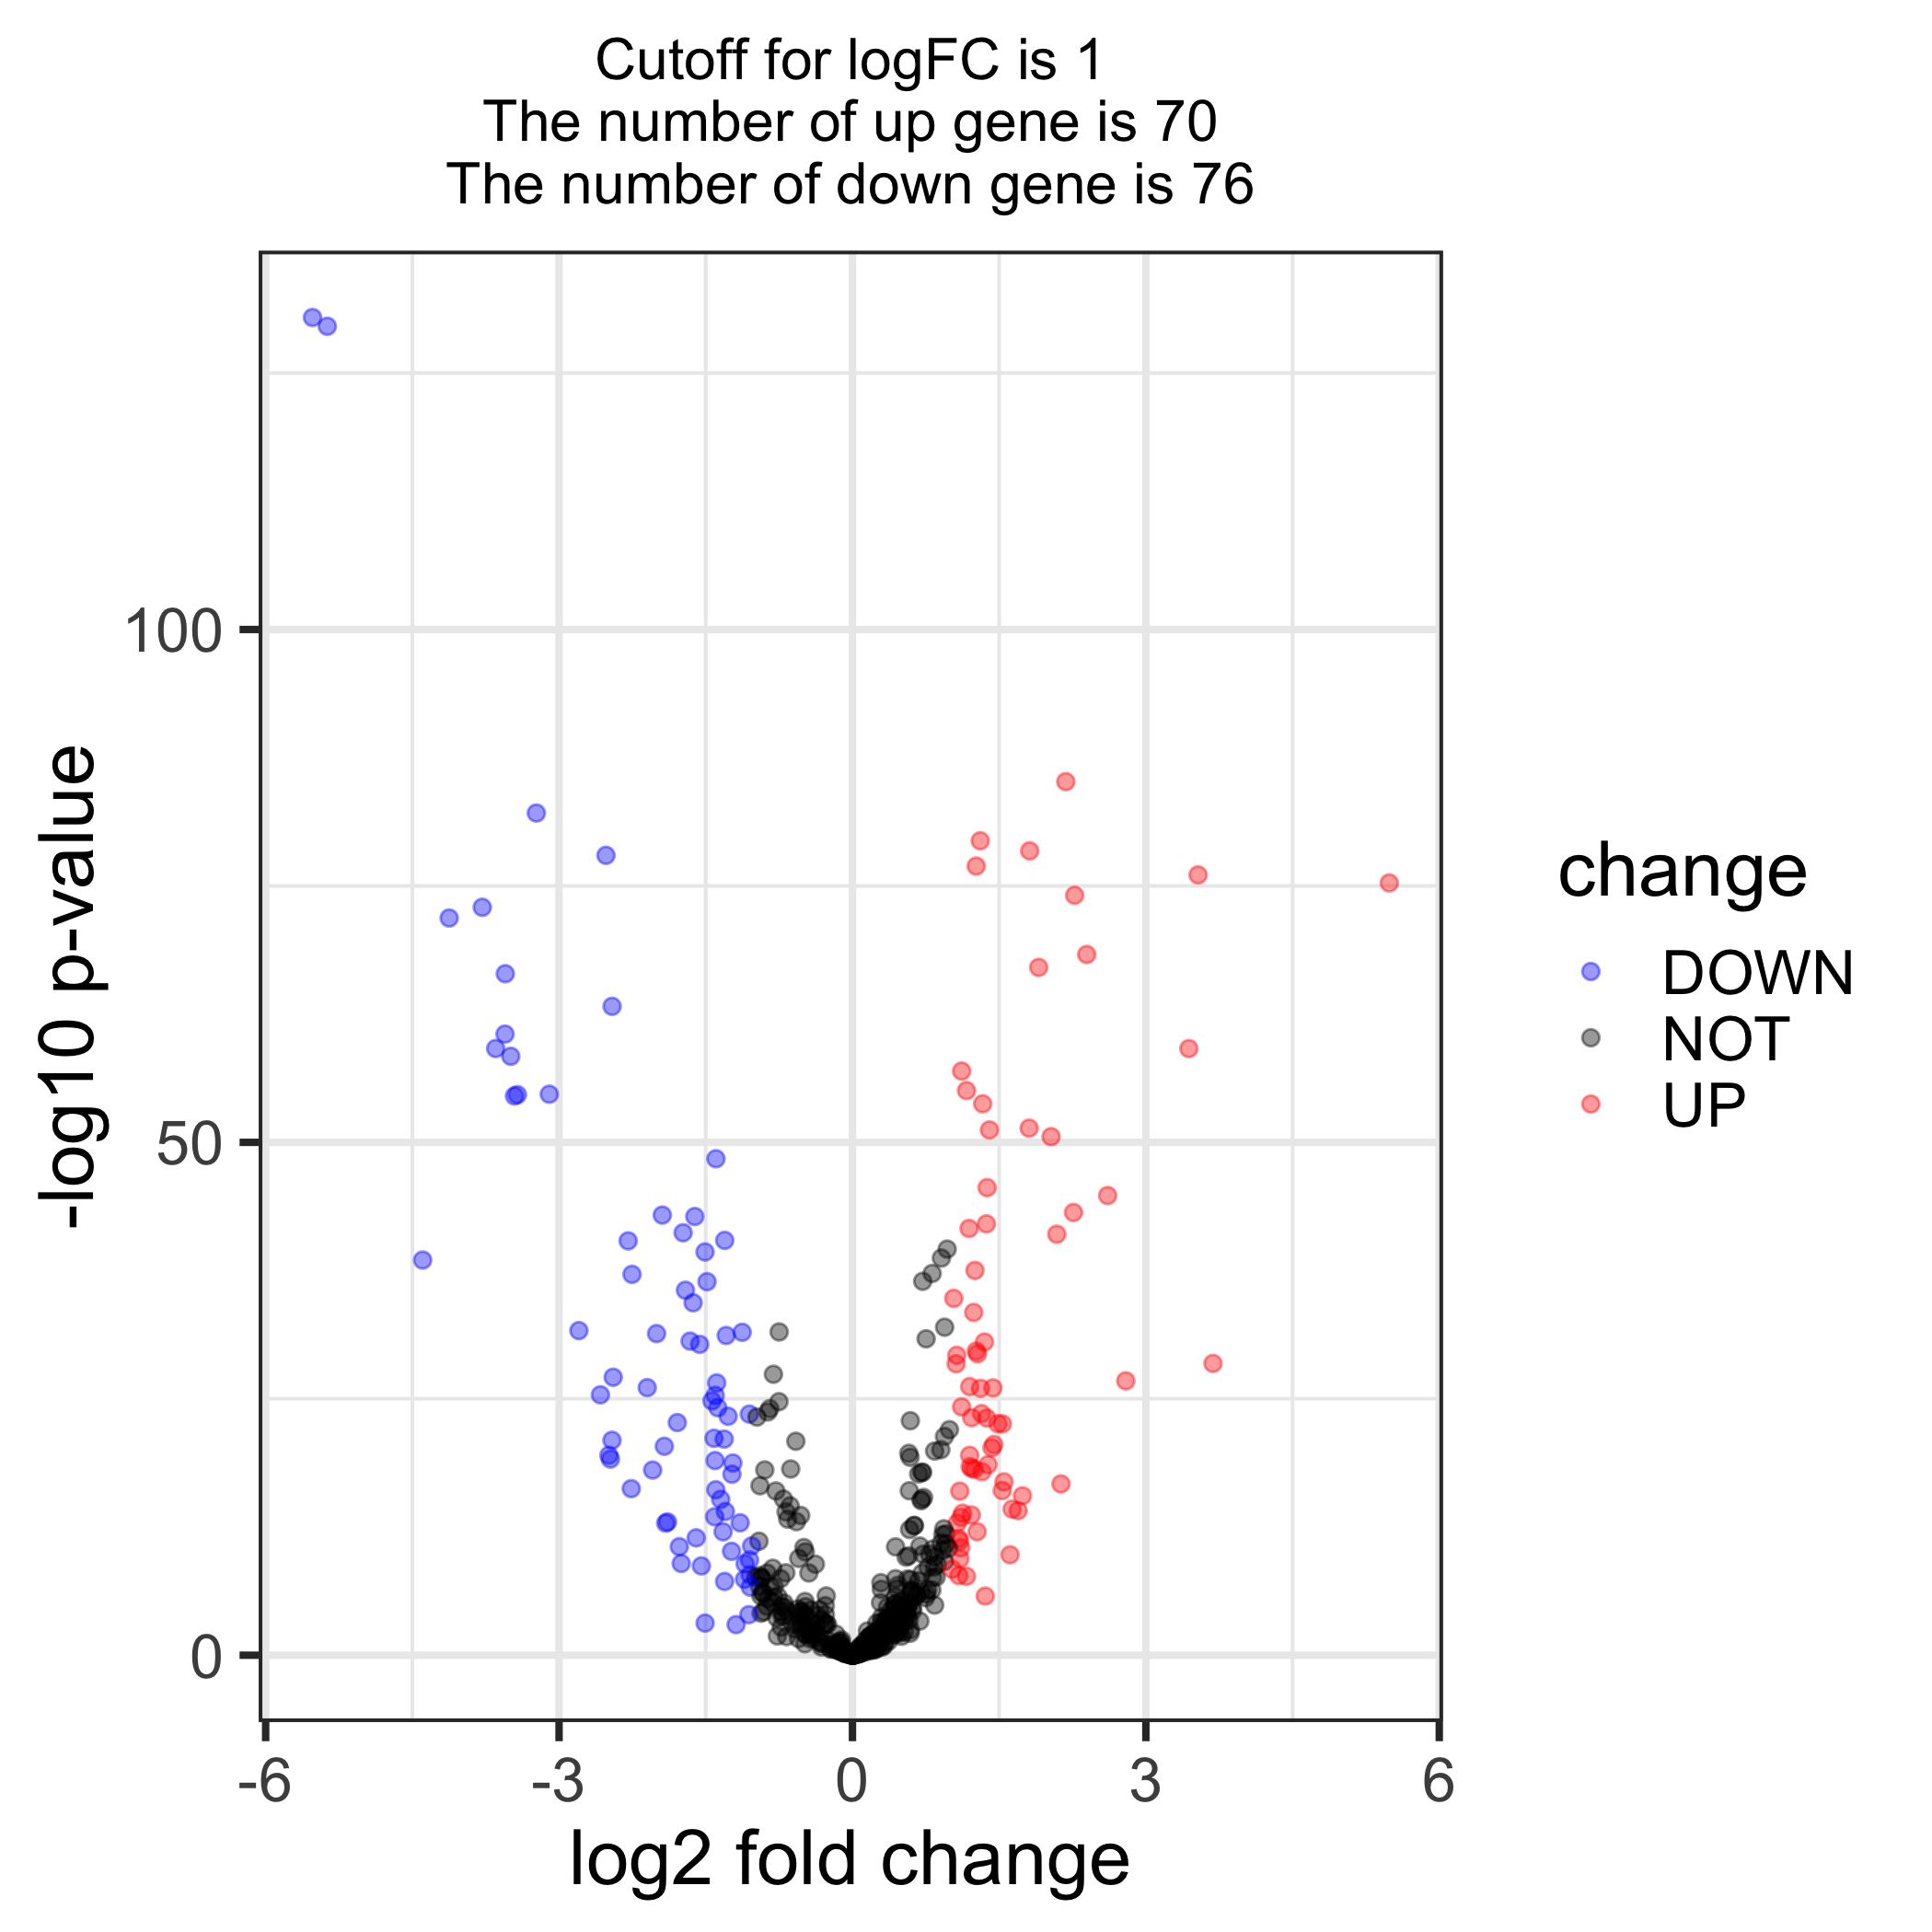 Cutoff for logFC is 1
The number of up gene is 70
The number of down gene is 76
-log10 p-value
100
50
0
-6 -3 0 3 6
log2 fold change
change
DOWN
NOT
UP